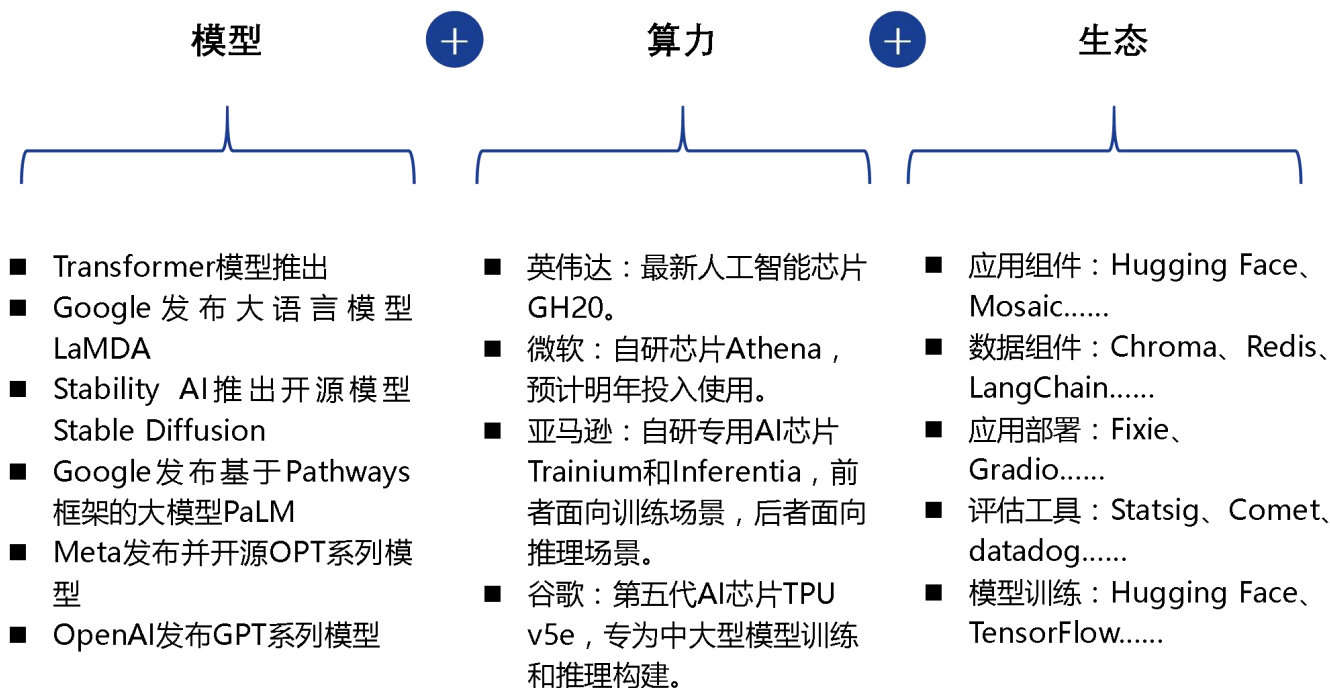 模型
算力
生态
Transformer模型推出
Google发布大语言模型
LaMDA
Stability AI推出开源模型
Stable Diffusion
Google发布基于Pathways
框架的大模型PaLM
Meta发布并开源OPT系列模
型
OpenAI发布GPT系列模型
英伟达：最新人工智能芯片
GH20。
微软：自研芯片Athena，
预计明年投入使用。
亚马逊：自研专用AI芯片
Trainium和Inferentia，前
者面向训练场景，后者面向
推理场景。
谷歌：第五代AI芯片TPU
v5e，专为中大型模型训练
和推理构建。
应用组件：Hugging Face、
Mosaic......
数据组件：Chroma、Redis、
LangChain......
应用部署：Fixie、
Gradio......
评估工具：Statsig、Comet、
datadog......
模型训练：Hugging Face、
TensorFlow......